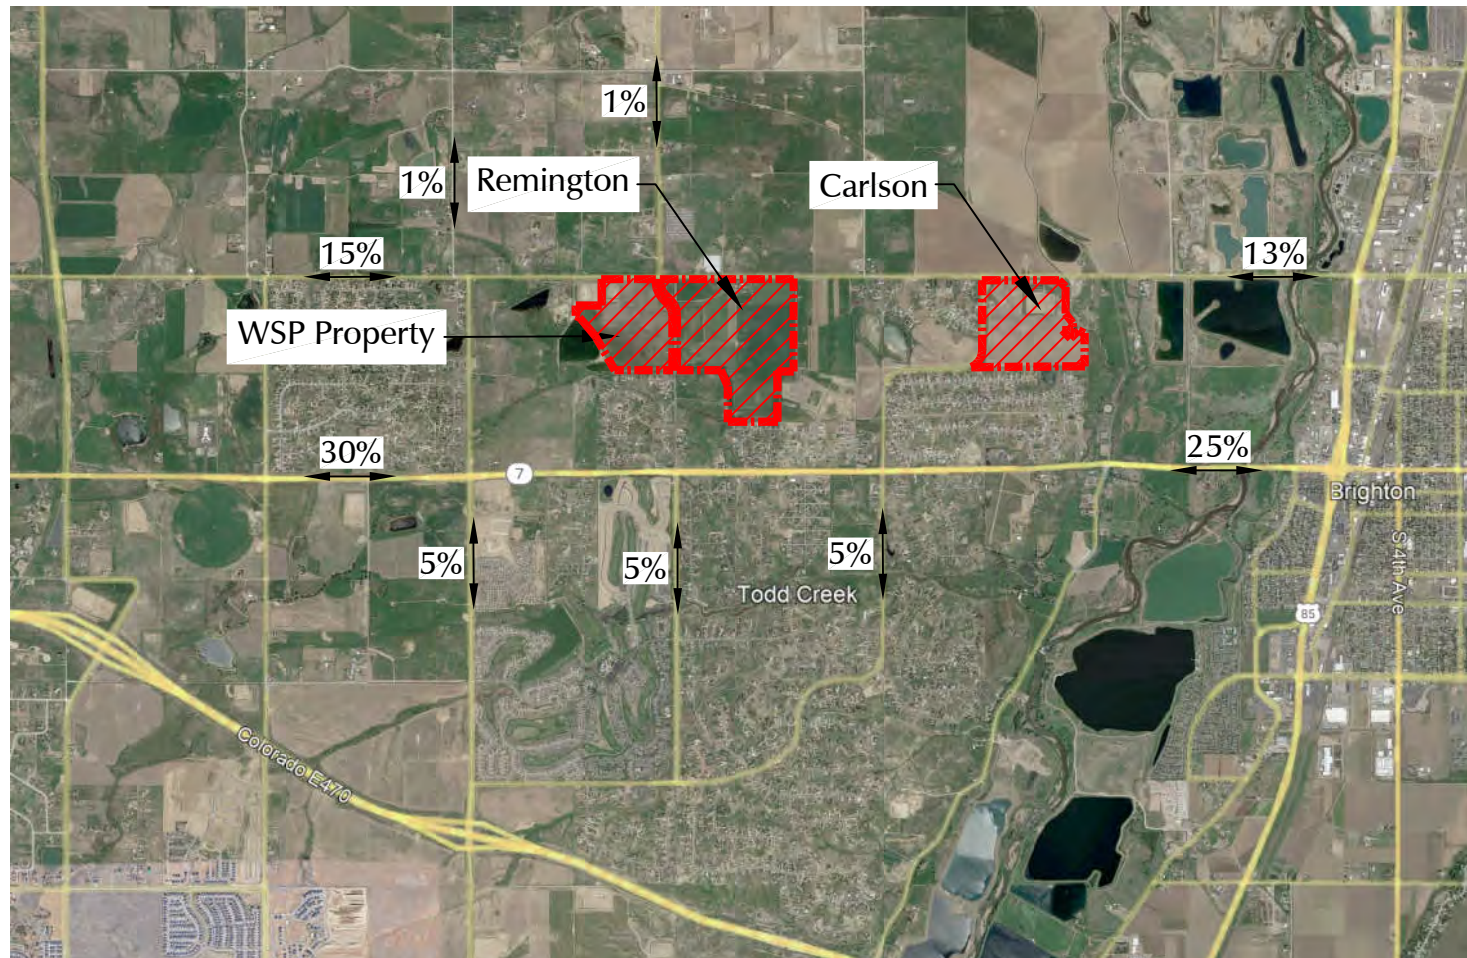 1%
1%
Remington
Carlson
15%
13%
WSP Property
30%
7
25%
Brighton
5%
5%
5%
Todd Creek
S 4th Ave
85
Colorado E470